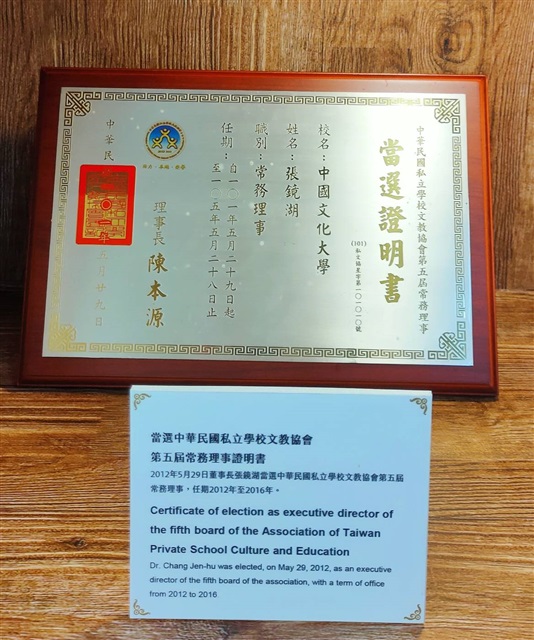 中華民國私立學校文教協會第五屆常務理事
當選證明書
(101)私文協嘉字第一〇一〇一〇號
校名：中國文化大學
姓名：張鏡湖
職別：常務理事
任期：自一〇一年五月二十九日起
至一〇五年五月二十八日止
理事長 陳本源
中華民
一〇一年五月廿九日
當選中華民國私立學校文教協會
第五屆常務理事證明書
2012年5月29日董事長張鏡湖當選中華民國私立學校文教協會第五屆
常務理事，任期2012年至2016年。
Certificate of election as executive director of
the fifth board of the Association of Taiwan
Private School Culture and Education
Dr. Chang Jen-hu was elected, on May 29, 2012, as an executive
director of the fifth board of the association, with a term of office
from 2012 to 2016